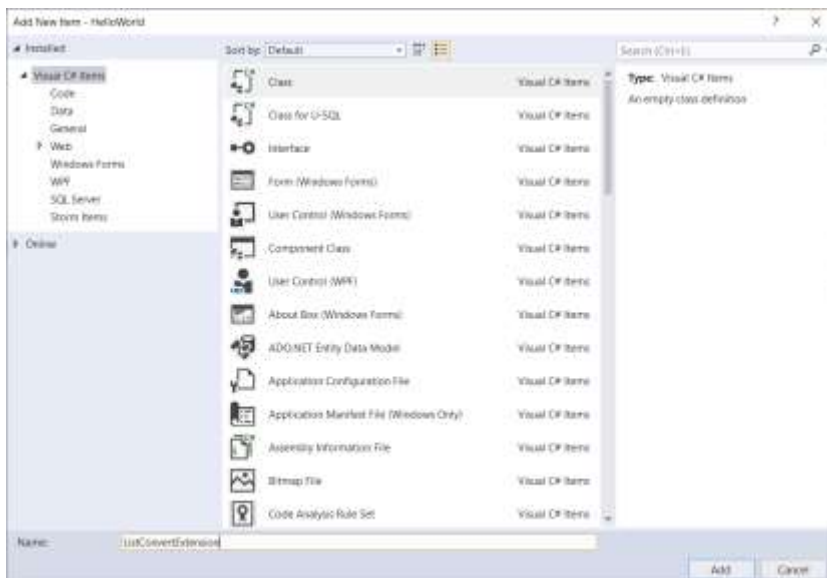 Add New Item - HelloWorld
? ×
Installed
Sort by: Default
Search (Ctrl+E)
Visual C# Items
Code
Data
General
Web
Windows Forms
WPF
SQL Server
Storm Items
Online
Class Visual C# Items
Class for U-SQL Visual C# Items
Interface Visual C# Items
Form (Windows Forms) Visual C# Items
User Control (Windows Forms) Visual C# Items
Component Class Visual C# Items
User Control (WPF) Visual C# Items
About Box (Windows Forms) Visual C# Items
ADO.NET Entity Data Model Visual C# Items
Application Configuration File Visual C# Items
Application Manifest File (Windows Only) Visual C# Items
Assembly Information File Visual C# Items
Bitmap File Visual C# Items
Code Analysis Rule Set Visual C# Items
Type: Visual C# Items
An empty class definition
Name: ListConvertExtension
Add Cancel